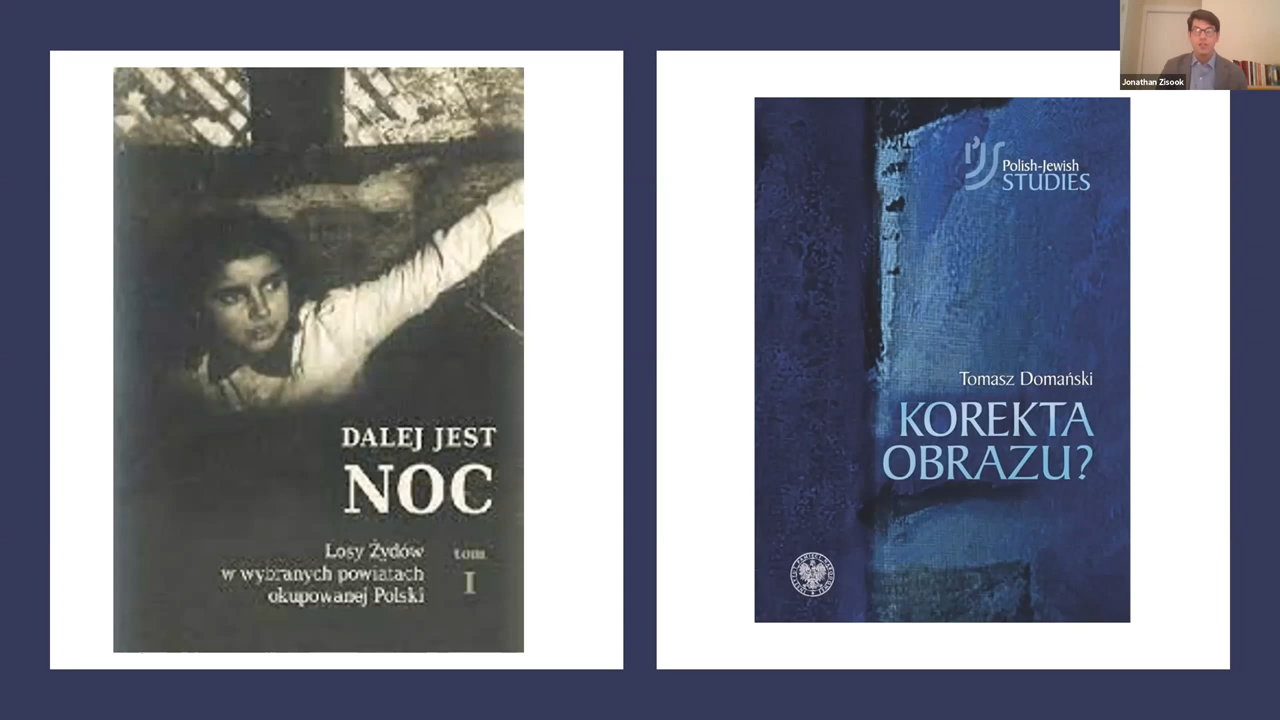 DALEJ JEST
NOC
Losy Żydów
w wybranych powiatach
okupowanej Polski
tom
I
Polish-Jewish
STUDIES
Tomasz Domański
KOREKTA
OBRAZU?
Jonathan Zisook